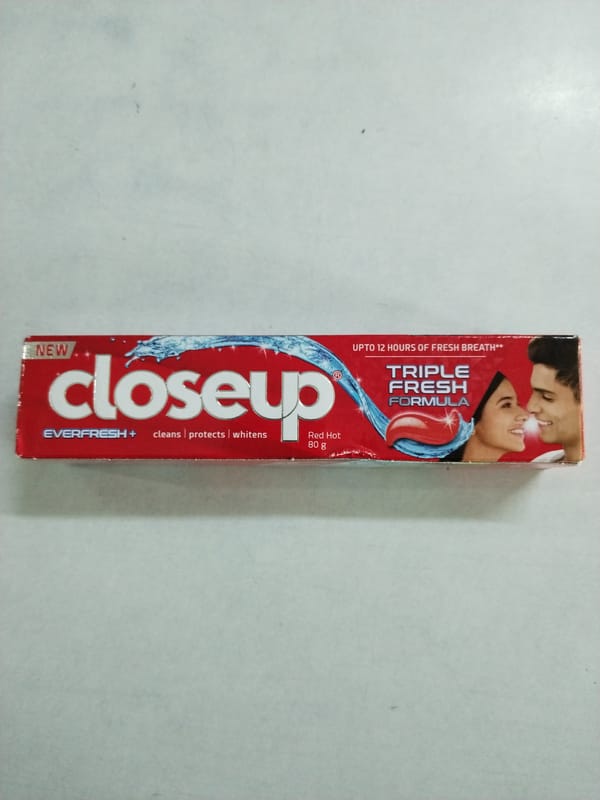 NEW
closeup®
EVERFRESH+
cleans | protects | whitens
Red Hot
80 g
UPTO 12 HOURS OF FRESH BREATH**
TRIPLE
FRESH
FORMULA